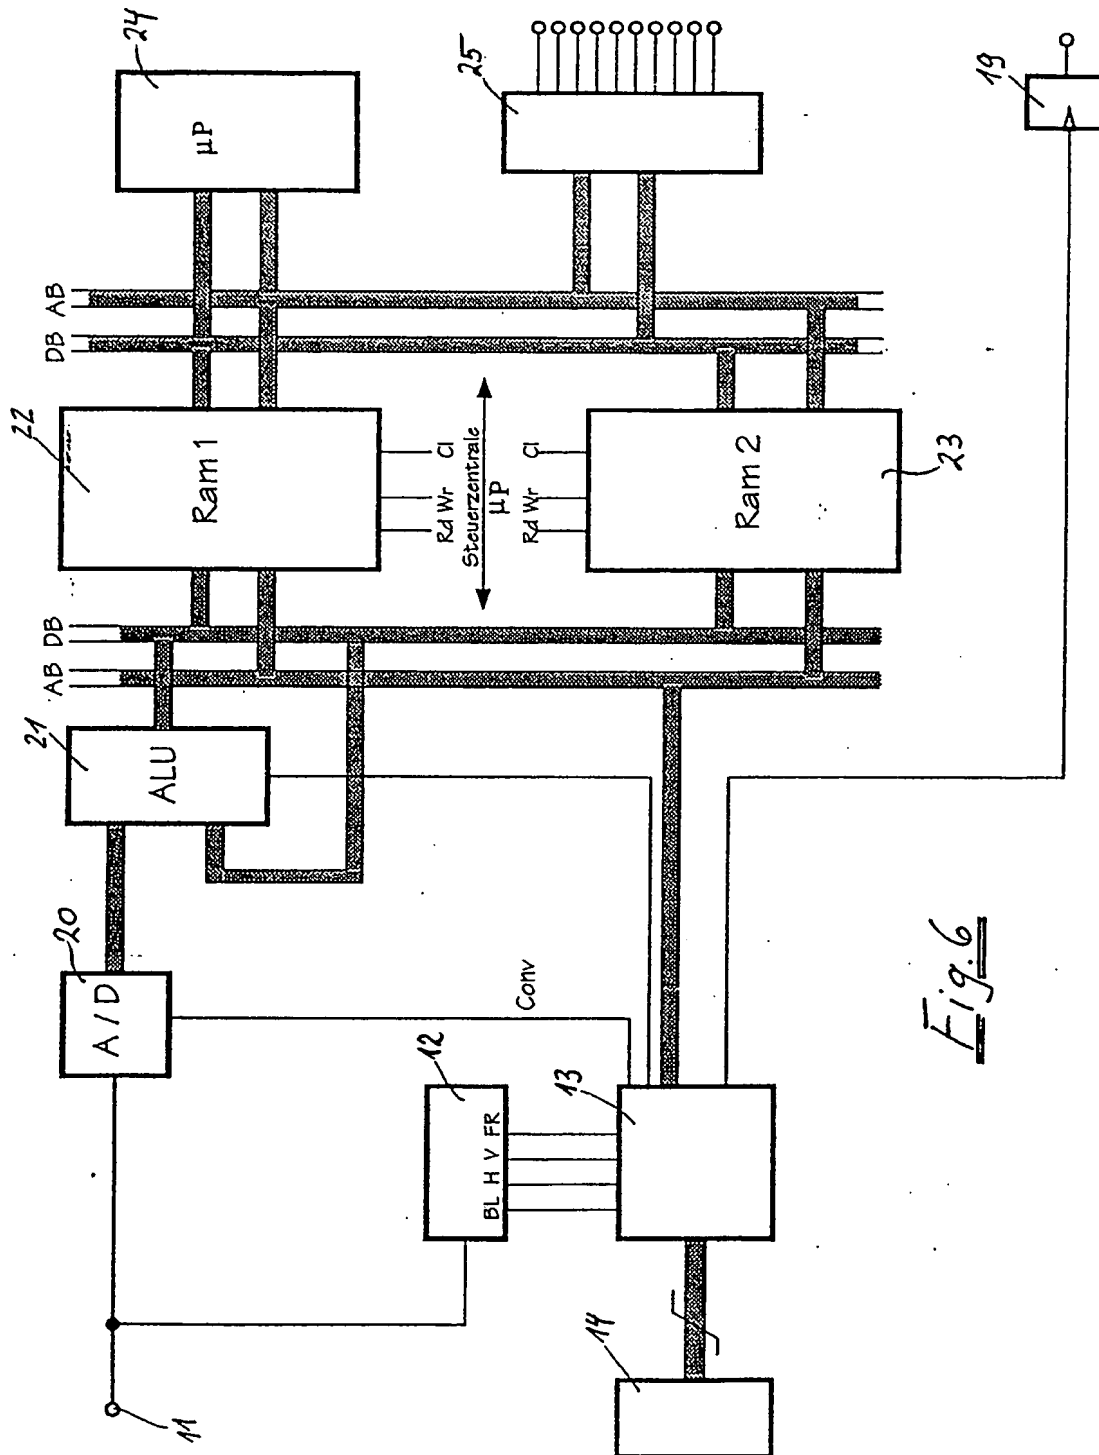 11
A/D
20
ALU
21
AB
DB
Ram 1
22
Rd Wr Cl
Steuerzentrale
µP
Rd Wr Cl
Ram 2
23
DB
AB
µP
24
25
Conv
BL H V FR
12
13
14
19
Fig. 6